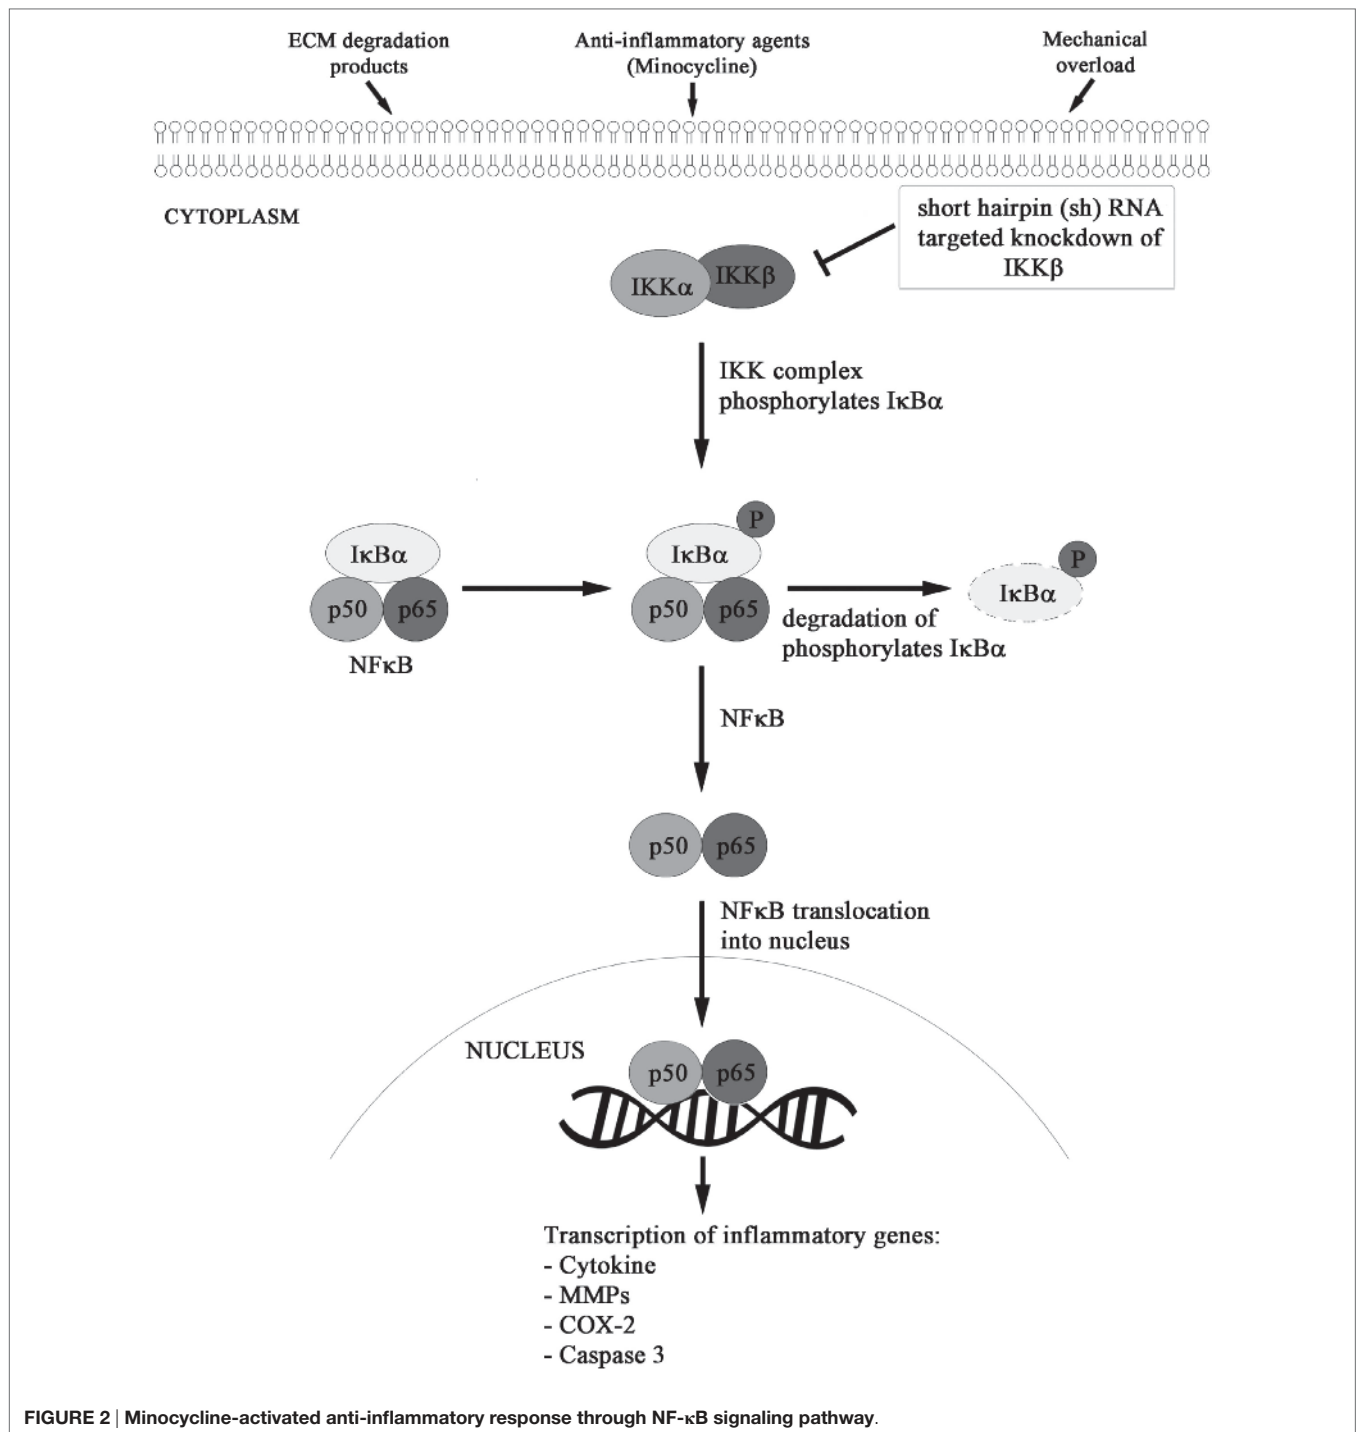 ECM degradation
products
Anti-inflammatory agents
(Minocycline)
Mechanical
overload
CYTOPLASM
short hairpin (sh) RNA
targeted knockdown of
IKKβ
IKKα
IKKβ
IKK complex
phosphorylates IκBα
IκBα
p50
p65
NFκB
P
IκBα
p50
p65
degradation of
phosphorylates IκBα
P
IκBα
NFκB
p50
p65
NFκB translocation
into nucleus
NUCLEUS
p50
p65
Transcription of inflammatory genes:
- Cytokine
- MMPs
- COX-2
- Caspase 3
FIGURE 2 | Minocycline-activated anti-inflammatory response through NF-κB signaling pathway.